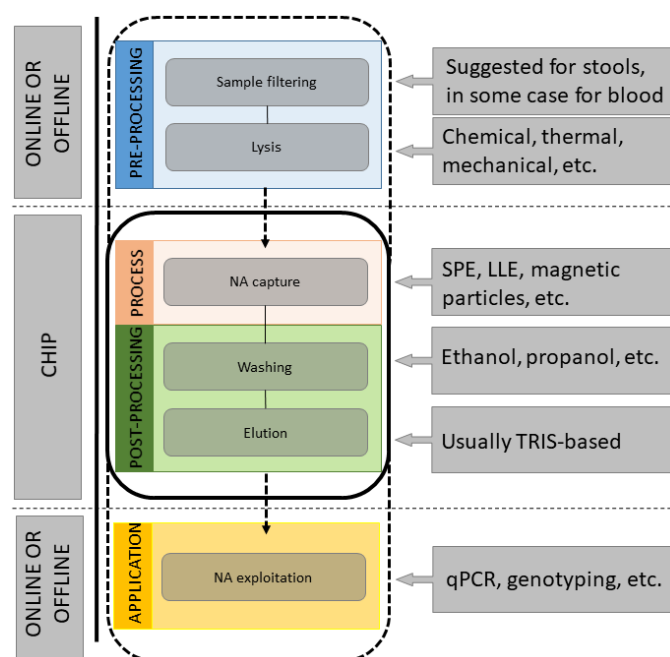 ONLINE OR
OFFLINE
PRE-PROCESSING
Sample filtering
Lysis
Suggested for stools,
in some case for blood
Chemical, thermal,
mechanical, etc.
CHIP
PROCESS
NA capture
SPE, LLE, magnetic
particles, etc.
POST-PROCESSING
Washing
Elution
Ethanol, propanol, etc.
Usually TRIS-based
ONLINE OR
OFFLINE
APPLICATION
NA exploitation
qPCR, genotyping, etc.